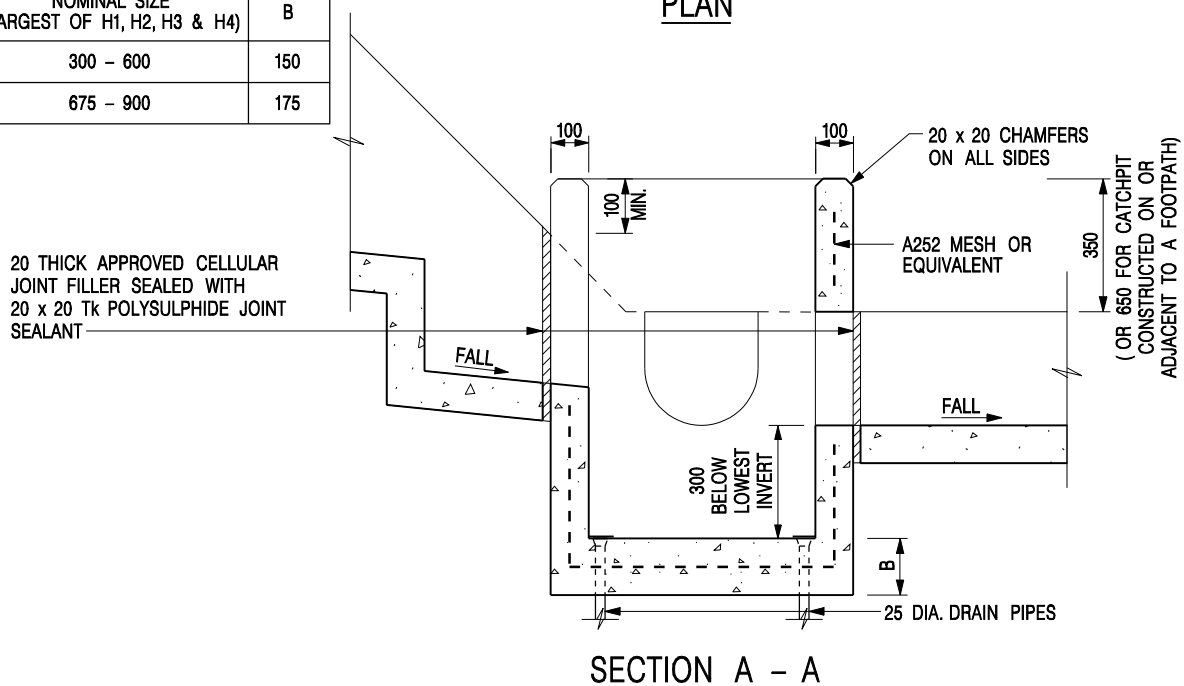 NOMINAL SIZE
ARGEST OF H1, H2, H3 & H4)
B
300 – 600
150
675 – 900
175
PLAN
100
100
20 x 20 CHAMFERS
ON ALL SIDES
100
MIN.
A252 MESH OR
EQUIVALENT
350
( OR 650 FOR CATCHPIT
CONSTRUCTED ON OR
ADJACENT TO A FOOTPATH)
20 THICK APPROVED CELLULAR
JOINT FILLER SEALED WITH
20 x 20 Tk POLYSULPHIDE JOINT
SEALANT
FALL
FALL
300
BELOW
LOWEST
INVERT
B
25 DIA. DRAIN PIPES
SECTION A – A